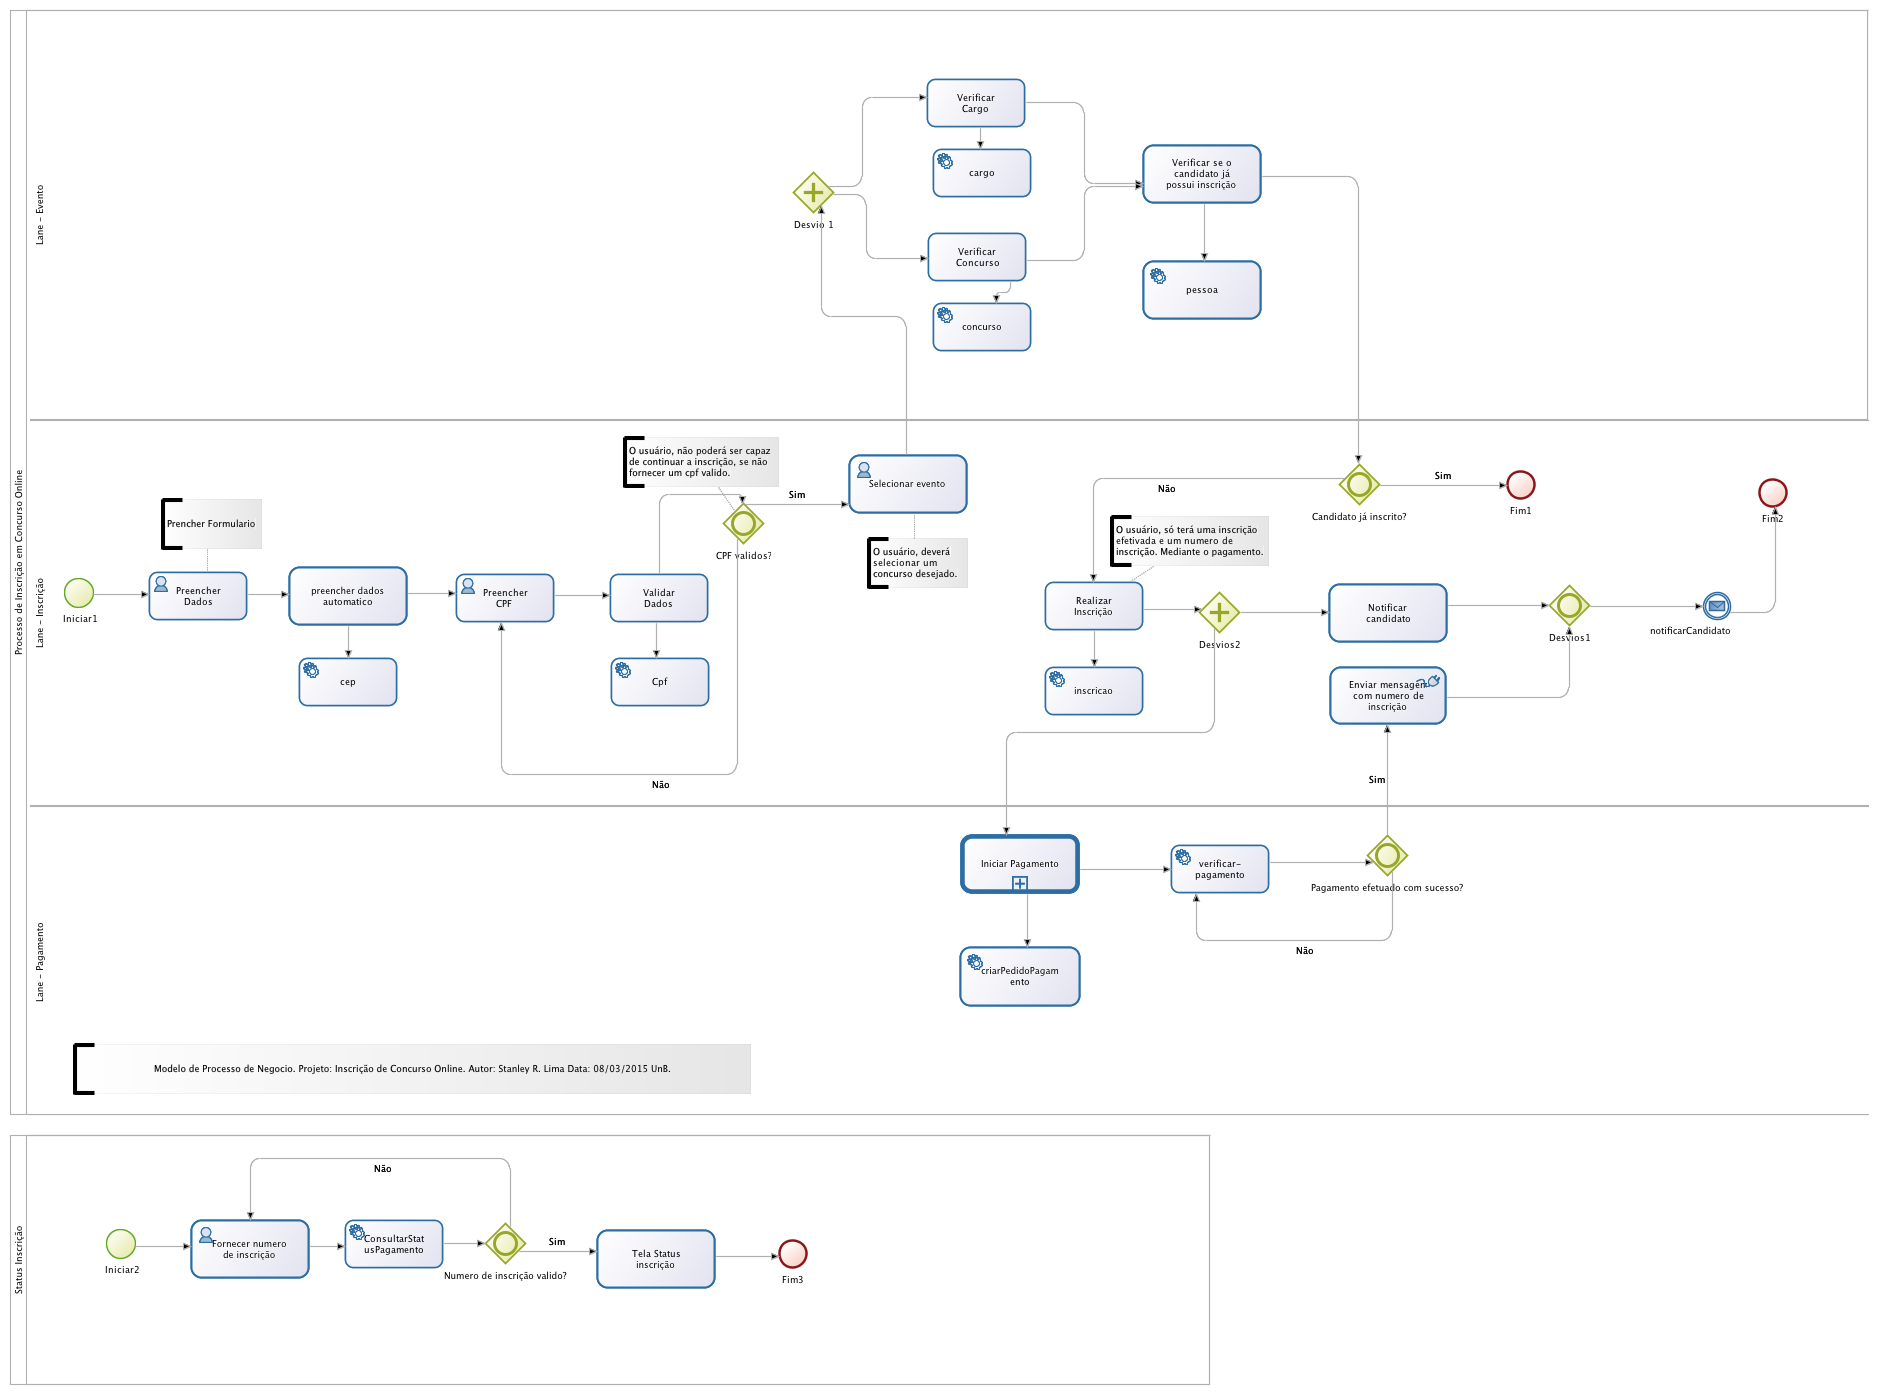 Processo de Inscrição em Concurso Online
Lane - Evento
Verificar
Cargo
cargo
Desvio 1
Verificar
Concurso
concurso
Verificar se o
candidato já
possui inscrição
pessoa
Lane - Inscrição
Iniciar1
Prencher Formulario
Preencher
Dados
preencher dados
automatico
cep
Preencher
CPF
Validar
Dados
Cpf
O usuário, não poderá ser capaz
de continuar a inscrição, se não
fornecer um cpf valido.
CPF validos?
Sim
Não
Selecionar evento
O usuário, deverá
selecionar um
concurso desejado.
Candidato já inscrito?
Não
Sim
Fim1
O usuário, só terá uma inscrição
efetivada e um numero de
inscrição. Mediante o pagamento.
Realizar
Inscrição
inscricao
Desvios2
Notificar
candidato
Enviar mensagem
com numero de
inscrição
Desvios1
notificarCandidato
Fim2
Sim
Lane - Pagamento
Iniciar Pagamento
criarPedidoPagam
ento
verificar-
pagamento
Pagamento efetuado com sucesso?
Não
Modelo de Processo de Negocio. Projeto: Inscrição de Concurso Online. Autor: Stanley R. Lima Data: 08/03/2015 UnB.
Status Inscrição
Iniciar2
Não
Fornecer numero
de inscrição
ConsultarStat
usPagamento
Numero de inscrição valido?
Sim
Tela Status
inscrição
Fim3